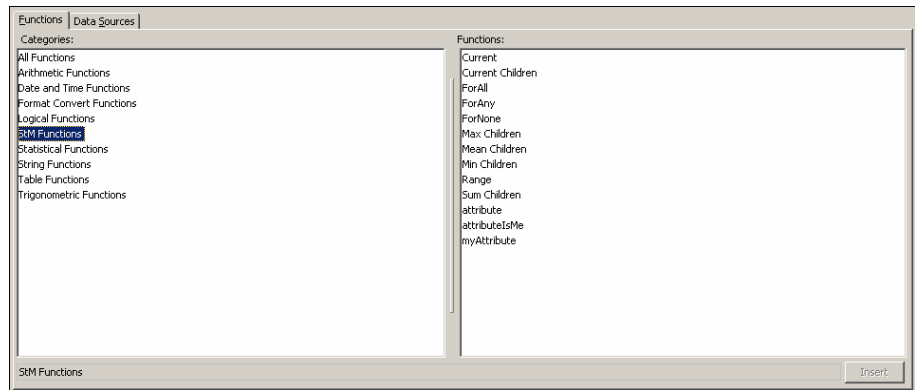 Functions Data Sources
Categories:
All Functions
Arithmetic Functions
Date and Time Functions
Format Convert Functions
Logical Functions
StM Functions
Statistical Functions
String Functions
Table Functions
Trigonometric Functions
Functions:
Current
Current Children
ForAll
ForAny
ForNone
Max Children
Mean Children
Min Children
Range
Sum Children
attribute
attributeIsMe
myAttribute
StM Functions
Insert